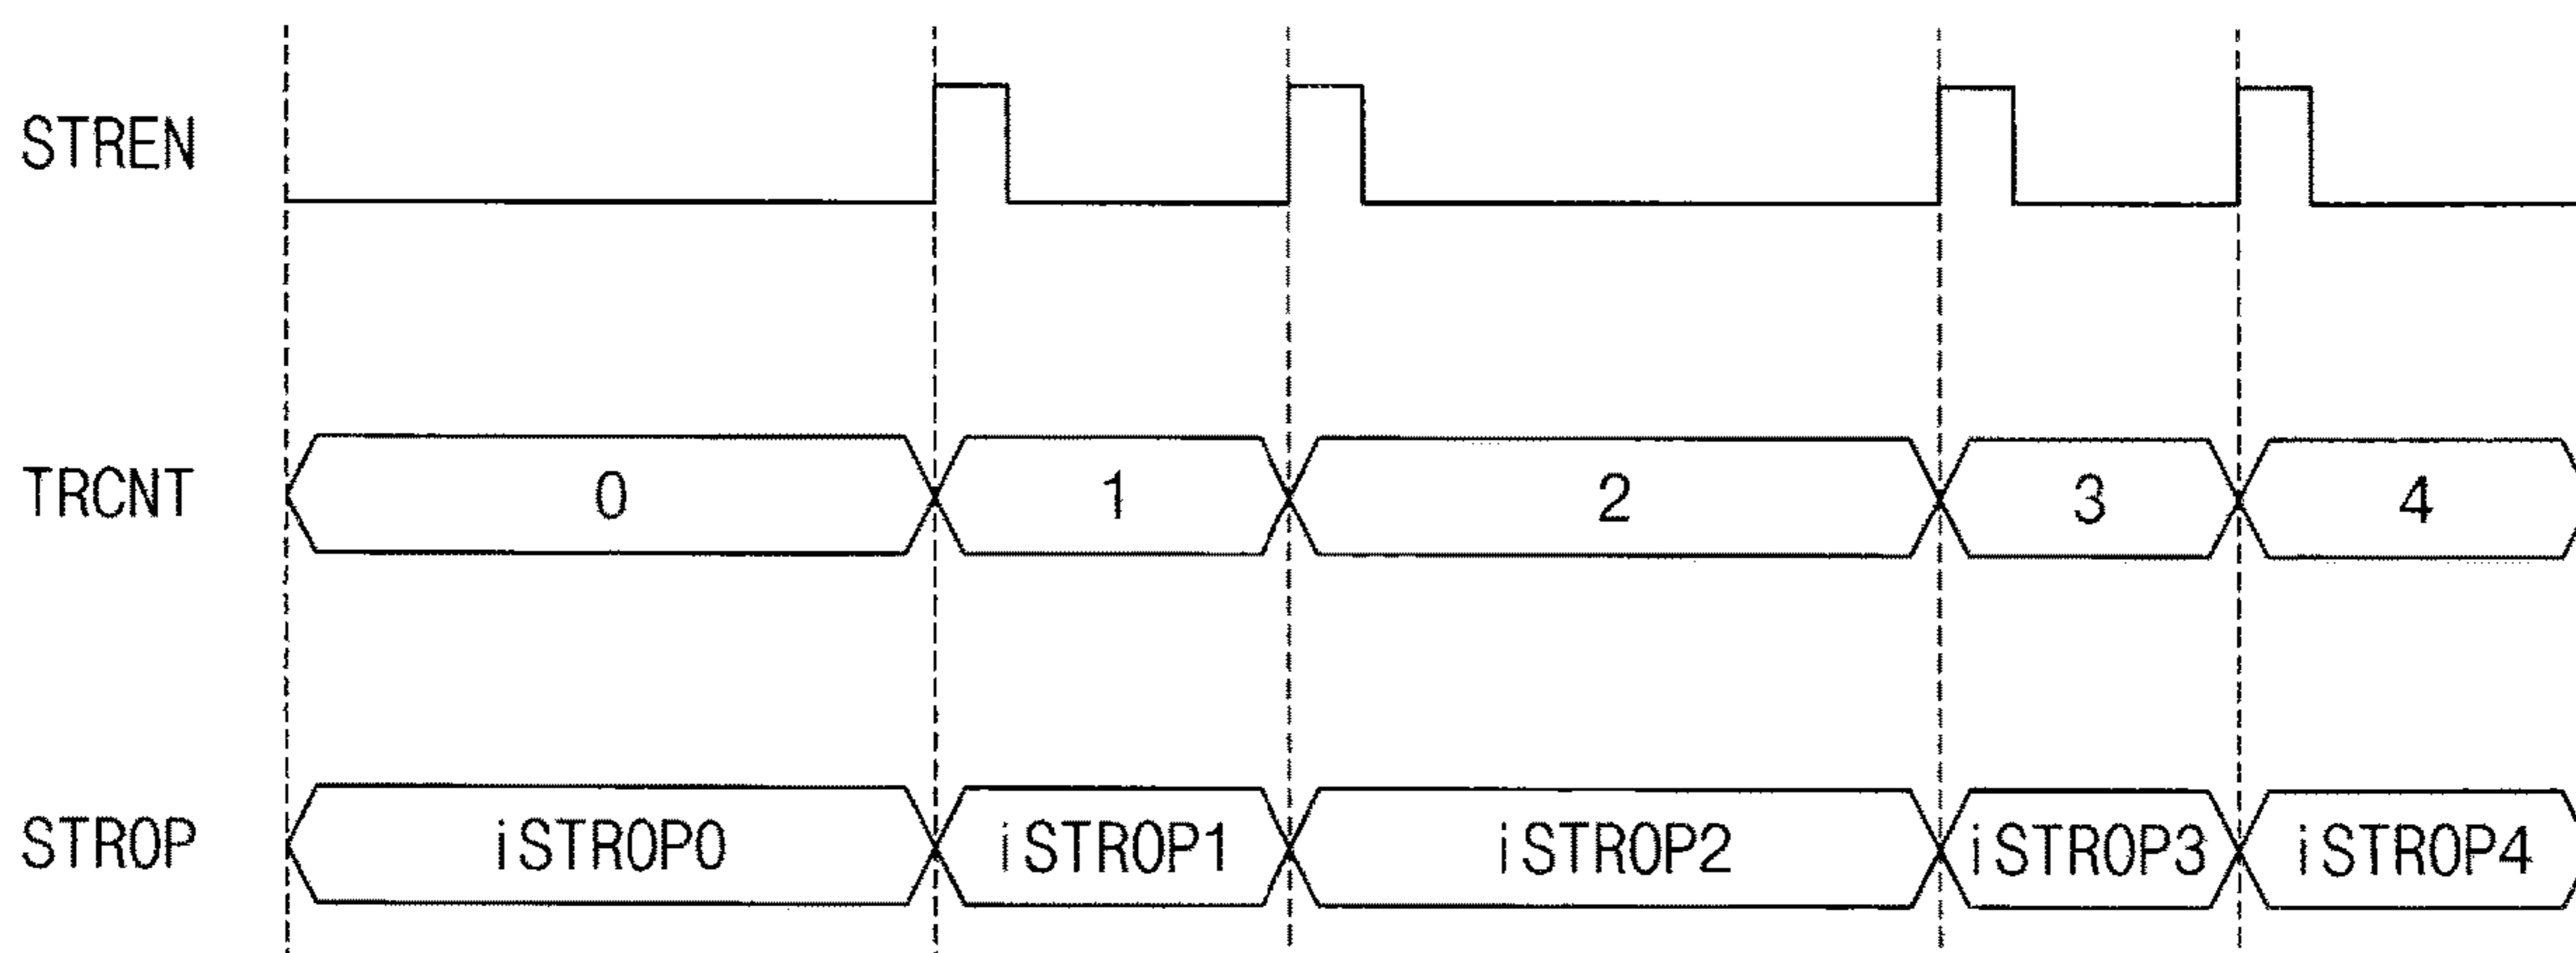 STREN
TRCNT 0 1 2 3 4
STROP iSTROP0 iSTROP1 iSTROP2 iSTROP3 iSTROP4